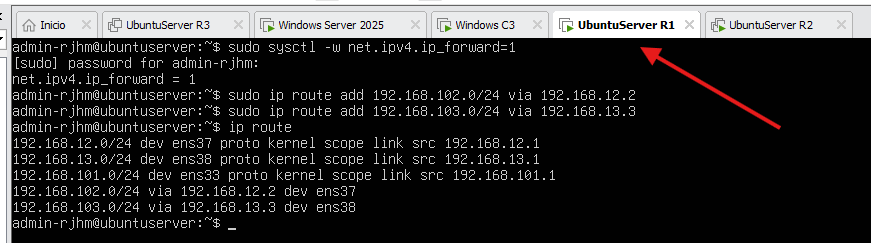 Inicio UbuntuServer R3 Windows Server 2025 Windows C3 UbuntuServer R1 UbuntuServer R2
admin-rjhm@ubuntuserver:~$ sudo sysctl -w net.ipv4.ip_forward=1
[sudo] password for admin-rjhm:
net.ipv4.ip_forward = 1
admin-rjhm@ubuntuserver:~$ sudo ip route add 192.168.102.0/24 via 192.168.12.2
admin-rjhm@ubuntuserver:~$ sudo ip route add 192.168.103.0/24 via 192.168.13.3
admin-rjhm@ubuntuserver:~$ ip route
192.168.12.0/24 dev ens37 proto kernel scope link src 192.168.12.1
192.168.13.0/24 dev ens38 proto kernel scope link src 192.168.13.1
192.168.101.0/24 dev ens33 proto kernel scope link src 192.168.101.1
192.168.102.0/24 via 192.168.12.2 dev ens37
192.168.103.0/24 via 192.168.13.3 dev ens38
admin-rjhm@ubuntuserver:~$ _